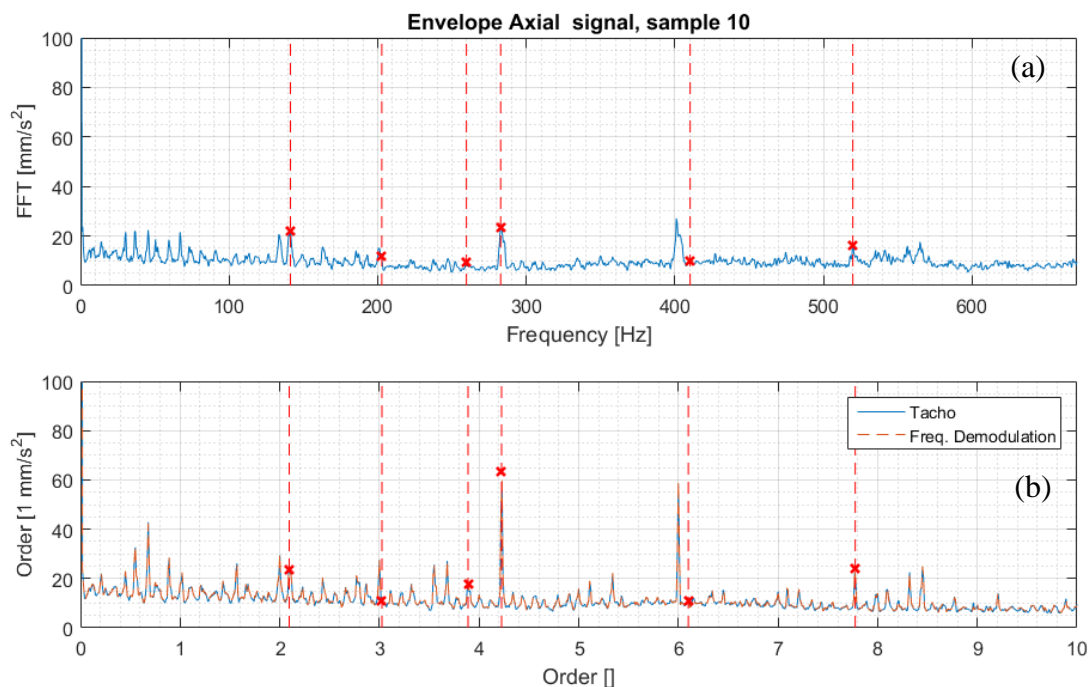 Envelope Axial  signal, sample 10
(a)
FFT [mm/s²]
100
80
60
40
20
0
0 100 200 300 400 500 600
Frequency [Hz]
Tacho
Freq. Demodulation
(b)
Order [1 mm/s²]
100
80
60
40
20
0
0 1 2 3 4 5 6 7 8 9 10
Order []